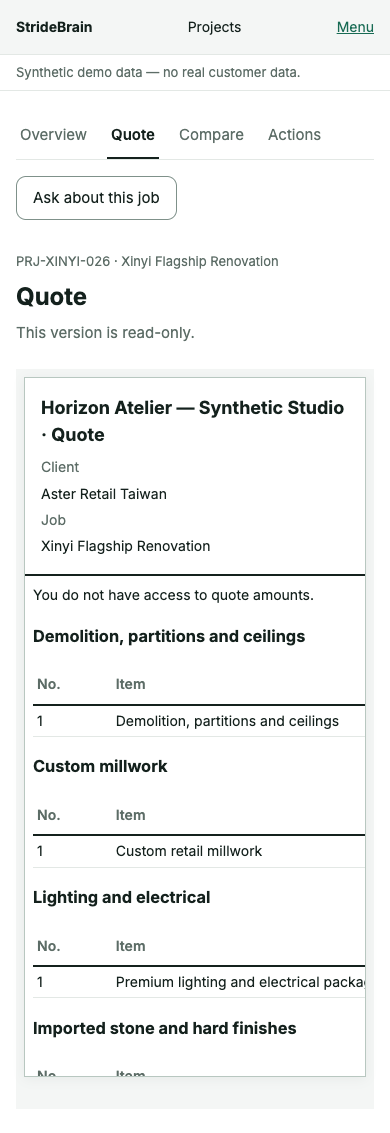 StrideBrain
Projects
Menu
Synthetic demo data — no real customer data.
Overview
Quote
Compare
Actions
Ask about this job
PRJ-XINYI-026 · Xinyi Flagship Renovation
Quote
This version is read-only.
Horizon Atelier — Synthetic Studio
· Quote
Client
Aster Retail Taiwan
Job
Xinyi Flagship Renovation
You do not have access to quote amounts.
Demolition, partitions and ceilings
No. Item
1 Demolition, partitions and ceilings
Custom millwork
No. Item
1 Custom retail millwork
Lighting and electrical
No. Item
1 Premium lighting and electrical packa
Imported stone and hard finishes
No. Item